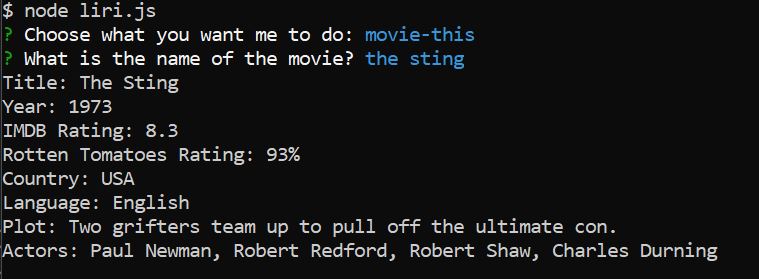 $ node liri.js
? Choose what you want me to do: movie-this
? What is the name of the movie? the sting
Title: The Sting
Year: 1973
IMDB Rating: 8.3
Rotten Tomatoes Rating: 93%
Country: USA
Language: English
Plot: Two grifters team up to pull off the ultimate con.
Actors: Paul Newman, Robert Redford, Robert Shaw, Charles Durning